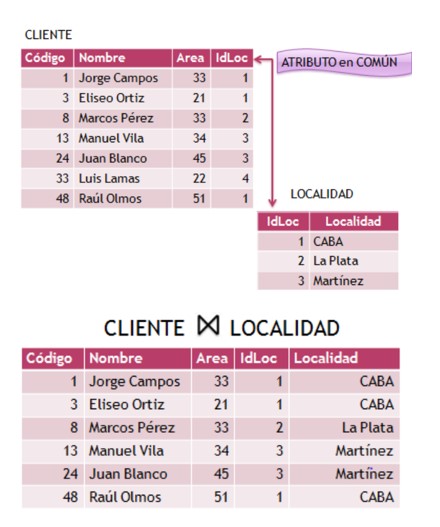 CLIENTE
Código Nombre Area IdLoc
ATRIBUTO en COMÚN
1 Jorge Campos 33 1
3 Eliseo Ortiz 21 1
8 Marcos Pérez 33 2
13 Manuel Vila 34 3
24 Juan Blanco 45 3
33 Luis Lamas 22 4
48 Raúl Olmos 51 1
LOCALIDAD
IdLoc Localidad
1 CABA
2 La Plata
3 Martínez
CLIENTE ⋈ LOCALIDAD
Código Nombre Area IdLoc Localidad
1 Jorge Campos 33 1 CABA
3 Eliseo Ortiz 21 1 CABA
8 Marcos Pérez 33 2 La Plata
13 Manuel Vila 34 3 Martínez
24 Juan Blanco 45 3 Martínez
48 Raúl Olmos 51 1 CABA